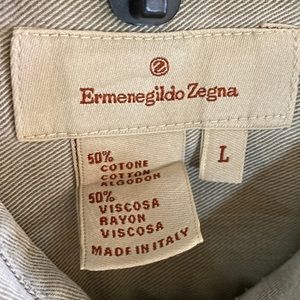 Ermenegildo Zegna
L
50%
COTONE
COTTON
ALGODON
50%
VISCOSA
RAYON
VISCOSA
MADE IN ITALY